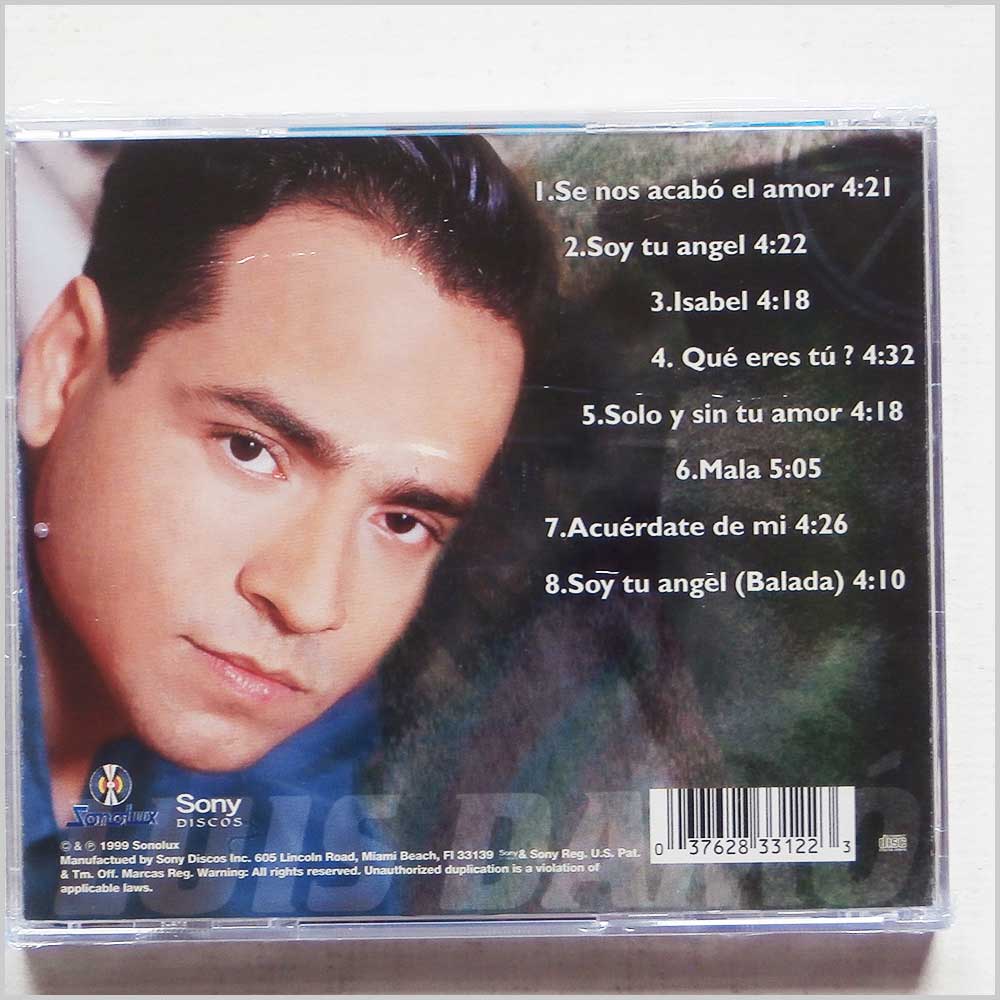 1.Se nos acabó el amor 4:21
2.Soy tu angel 4:22
3.Isabel 4:18
4. Qué eres tú ? 4:32
5.Solo y sin tu amor 4:18
6.Mala 5:05
7.Acuérdate de mi 4:26
8.Soy tu angel (Balada) 4:10
Sonolux
Sony
DISCOS
© & ℗ 1999 Sonolux
Manufactued by Sony Discos Inc. 605 Lincoln Road, Miami Beach, Fl 33139 Sony & Sony Reg. U.S. Pat.
& Tm. Off. Marcas Reg. Warning: All rights reserved. Unauthorized duplication is a violation of
applicable laws.
0 37628 33122 3
LUIS
disc